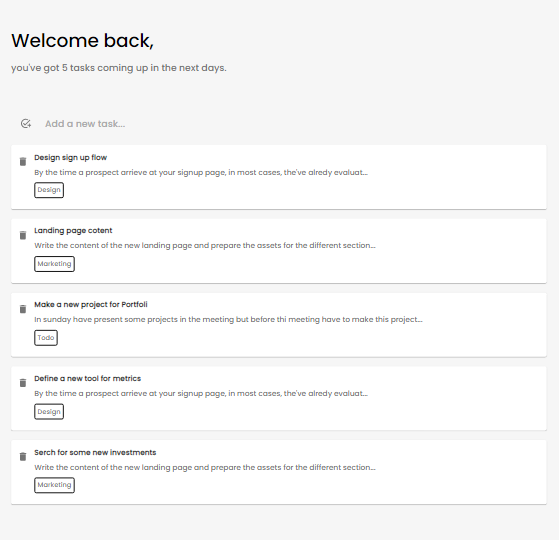 Welcome back,
you've got 5 tasks coming up in the next days.
Add a new task...
Design sign up flow
By the time a prospect arrieve at your signup page, in most cases, the've alredy evaluat...
Design
Landing page cotent
Write the content of the new landing page and prepare the assets for the different section...
Marketing
Make a new project for Portfoli
In sunday have present some projects in the meeting but before thi meeting have to make this project...
Todo
Define a new tool for metrics
By the time a prospect arrieve at your signup page, in most cases, the've alredy evaluat...
Design
Serch for some new investments
Write the content of the new landing page and prepare the assets for the different section...
Marketing